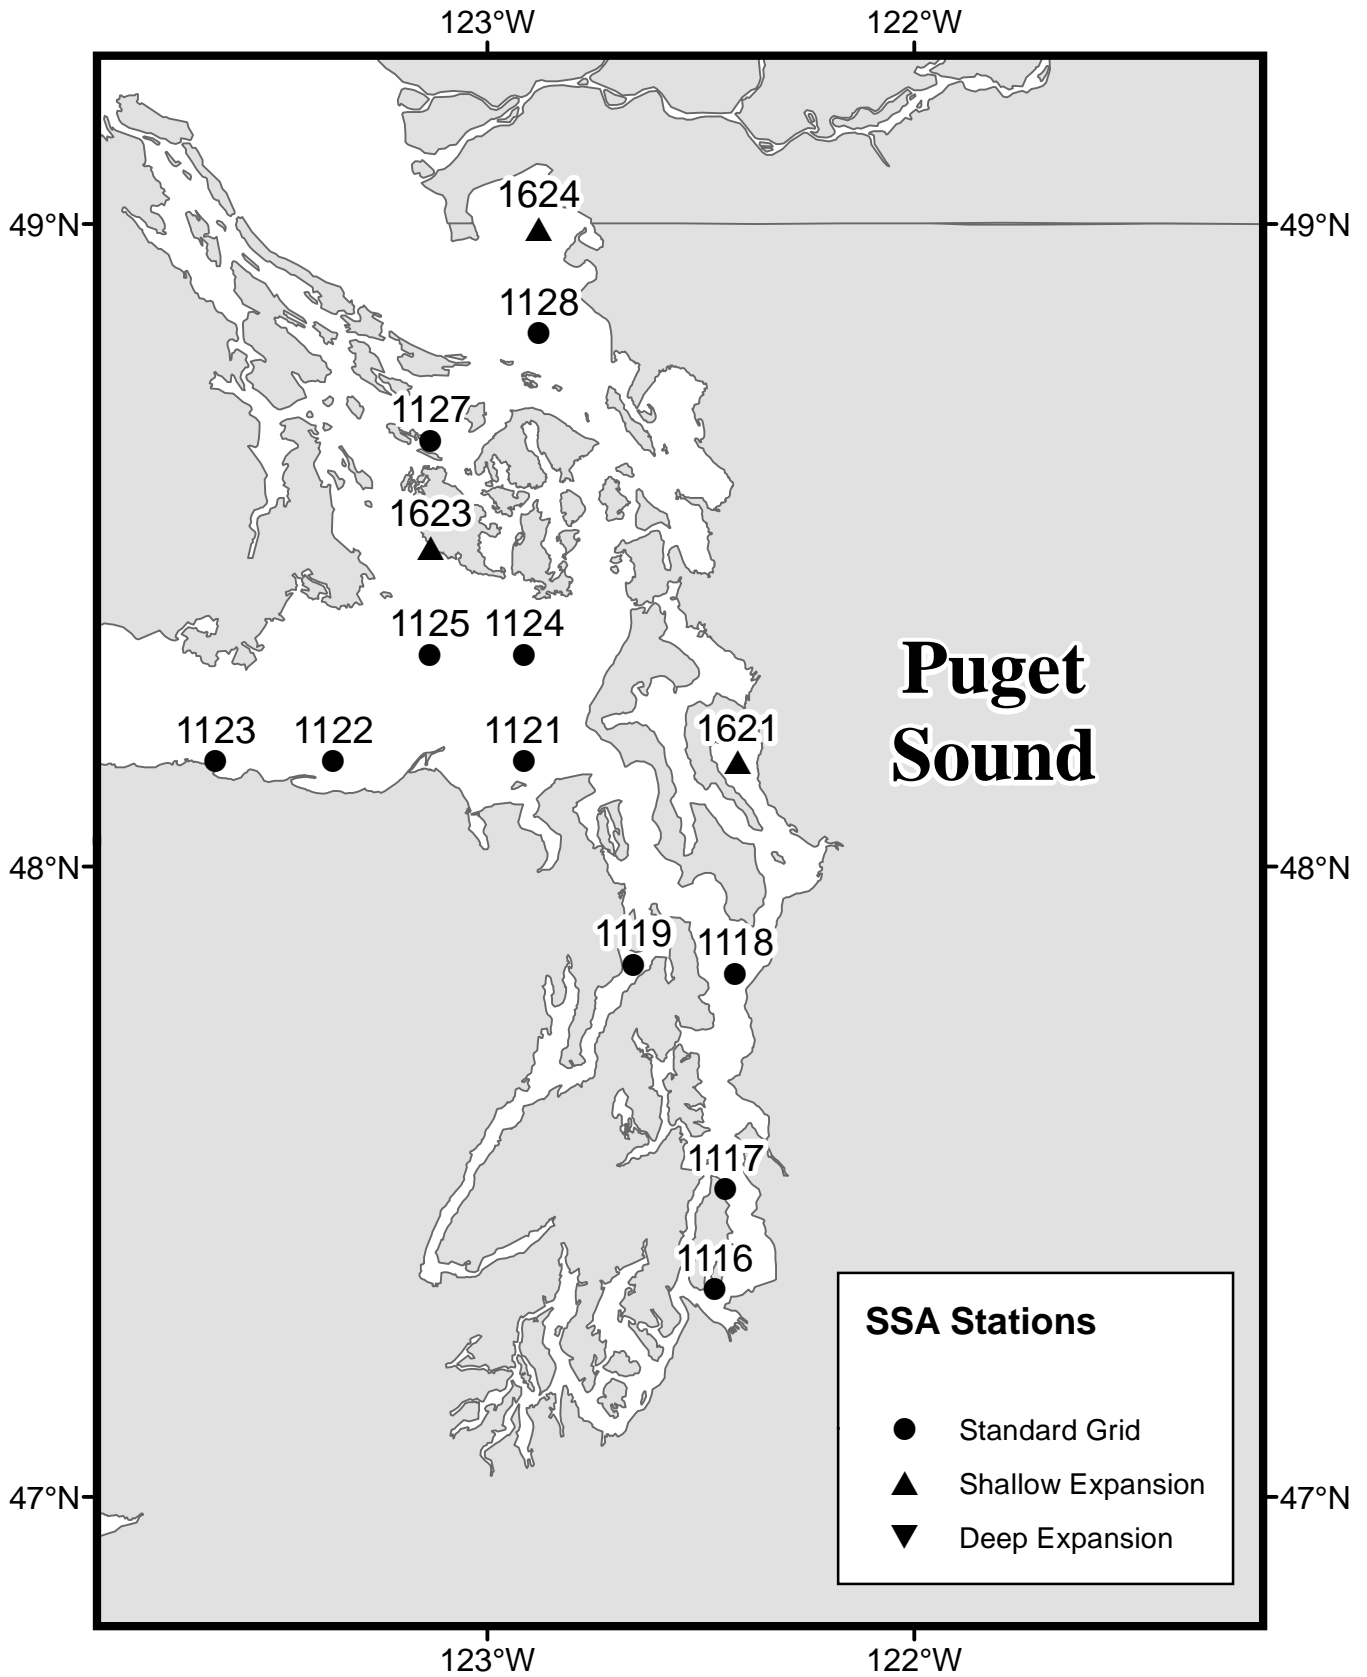 123°W 122°W
1624
49°N 49°N
1128
1127
1623
1125 1124
Puget
Sound
1123 1122 1121 1621
48°N 48°N
1119 1118
1117
1116
SSA Stations
Standard Grid
Shallow Expansion
Deep Expansion
47°N 47°N
123°W 122°W